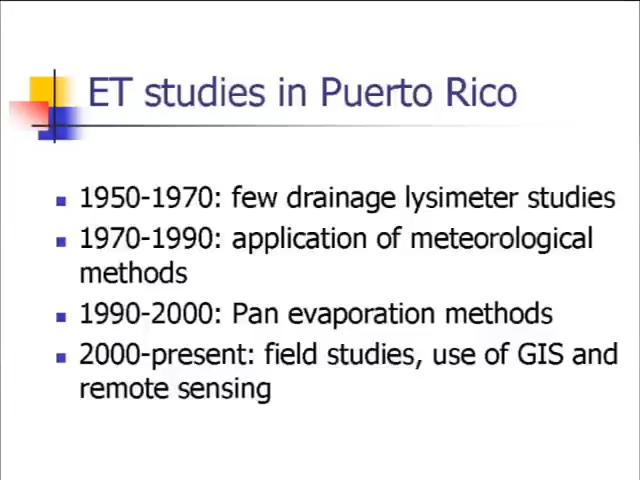 ET studies in Puerto Rico
1950-1970: few drainage lysimeter studies
1970-1990: application of meteorological
methods
1990-2000: Pan evaporation methods
2000-present: field studies, use of GIS and
remote sensing